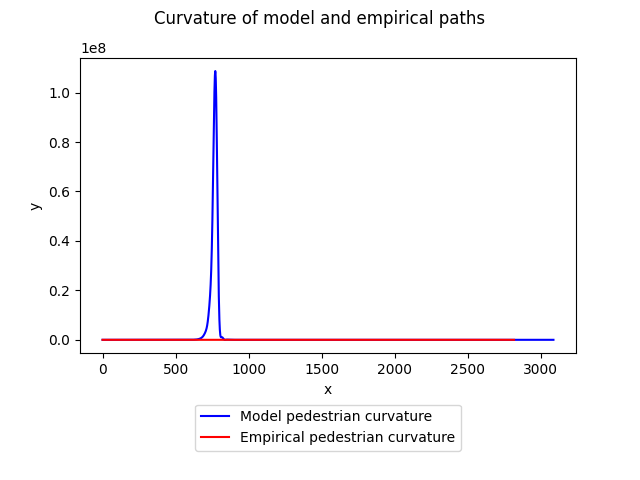 Curvature of model and empirical paths
1e8
1.0
0.8
0.6
0.4
0.2
0.0
y
0 500 1000 1500 2000 2500 3000
x
Model pedestrian curvature
Empirical pedestrian curvature